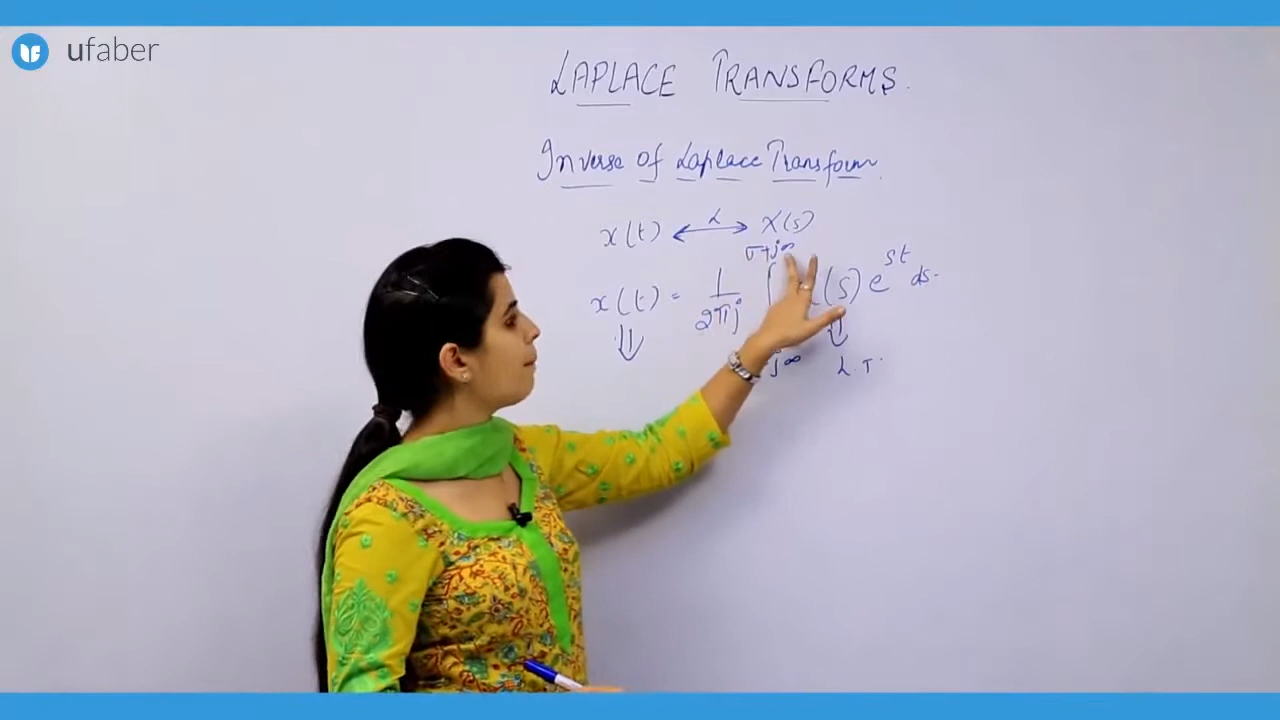 ufaber
LAPLACE TRANSFORMS.
Inverse of Laplace Transform.
x(t) ⟷ X(s)
L
σ+j∞
x(t) = 1/2πj ∫ (s) e^st ds.
j∞
L.T.